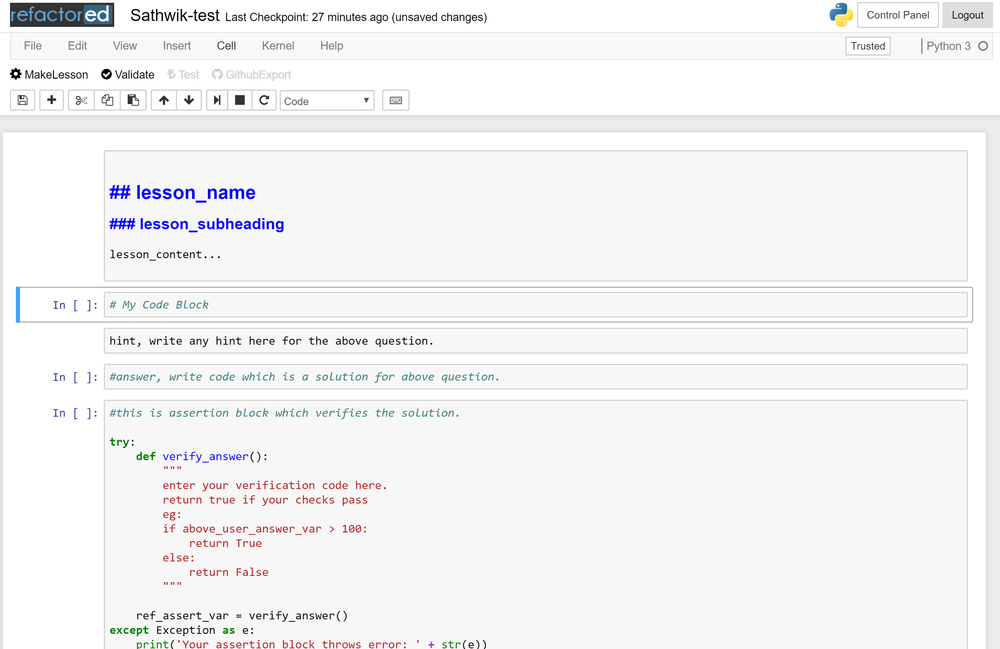 refactored Sathwik-test Last Checkpoint: 27 minutes ago (unsaved changes) Control Panel Logout
File Edit View Insert Cell Kernel Help Trusted Python 3
MakeLesson Validate Test GithubExport
Code
## lesson_name
### lesson_subheading
lesson_content...
In [ ]: # My Code Block
hint, write any hint here for the above question.
In [ ]: #answer, write code which is a solution for above question.
In [ ]: #this is assertion block which verifies the solution.
try:
    def verify_answer():
        """
        enter your verification code here.
        return true if your checks pass
        eg:
        if above_user_answer_var > 100:
            return True
        else:
            return False
        """
    ref_assert_var = verify_answer()
except Exception as e:
    print('Your assertion block throws error: ' + str(e))